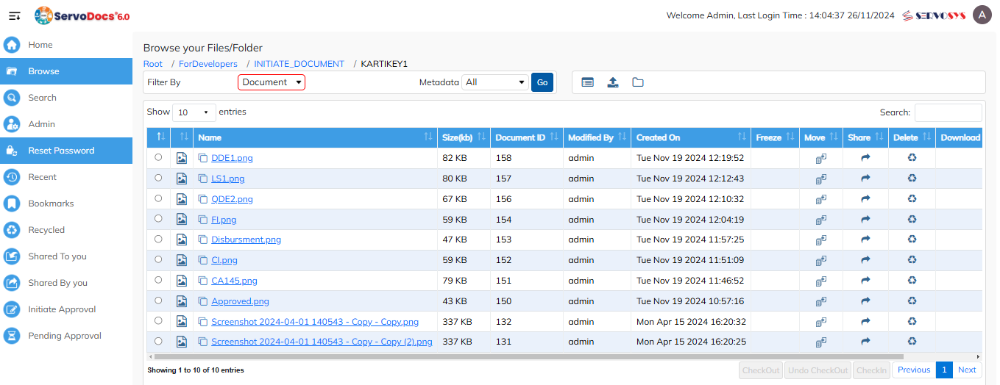 ServoDocs® 6.0
Welcome Admin, Last Login Time : 14:04:37 26/11/2024 SERVOSYS A
Home
Browse
Search
Admin
Reset Password
Recent
Bookmarks
Recycled
Shared To you
Shared By you
Initiate Approval
Pending Approval
Browse your Files/Folder
Root / ForDevelopers / INITIATE_DOCUMENT / KARTIKEY1
Filter By Document Metadata All Go
Show 10 entries Search:
Name Size(kb) Document ID Modified By Created On Freeze Move Share Delete Download
DDE1.png 82 KB 158 admin Tue Nov 19 2024 12:19:52
LS1.png 80 KB 157 admin Tue Nov 19 2024 12:12:43
QDE2.png 67 KB 156 admin Tue Nov 19 2024 12:10:32
FI.png 59 KB 154 admin Tue Nov 19 2024 12:04:19
Disbursment.png 47 KB 153 admin Tue Nov 19 2024 11:57:25
CI.png 59 KB 152 admin Tue Nov 19 2024 11:51:09
CA145.png 79 KB 151 admin Tue Nov 19 2024 11:46:52
Approved.png 43 KB 150 admin Tue Nov 19 2024 10:57:16
Screenshot 2024-04-01 140543 - Copy - Copy.png 337 KB 132 admin Mon Apr 15 2024 16:20:32
Screenshot 2024-04-01 140543 - Copy - Copy (2).png 337 KB 131 admin Mon Apr 15 2024 16:20:25
Showing 1 to 10 of 10 entries CheckOut Undo CheckOut CheckIn Previous 1 Next